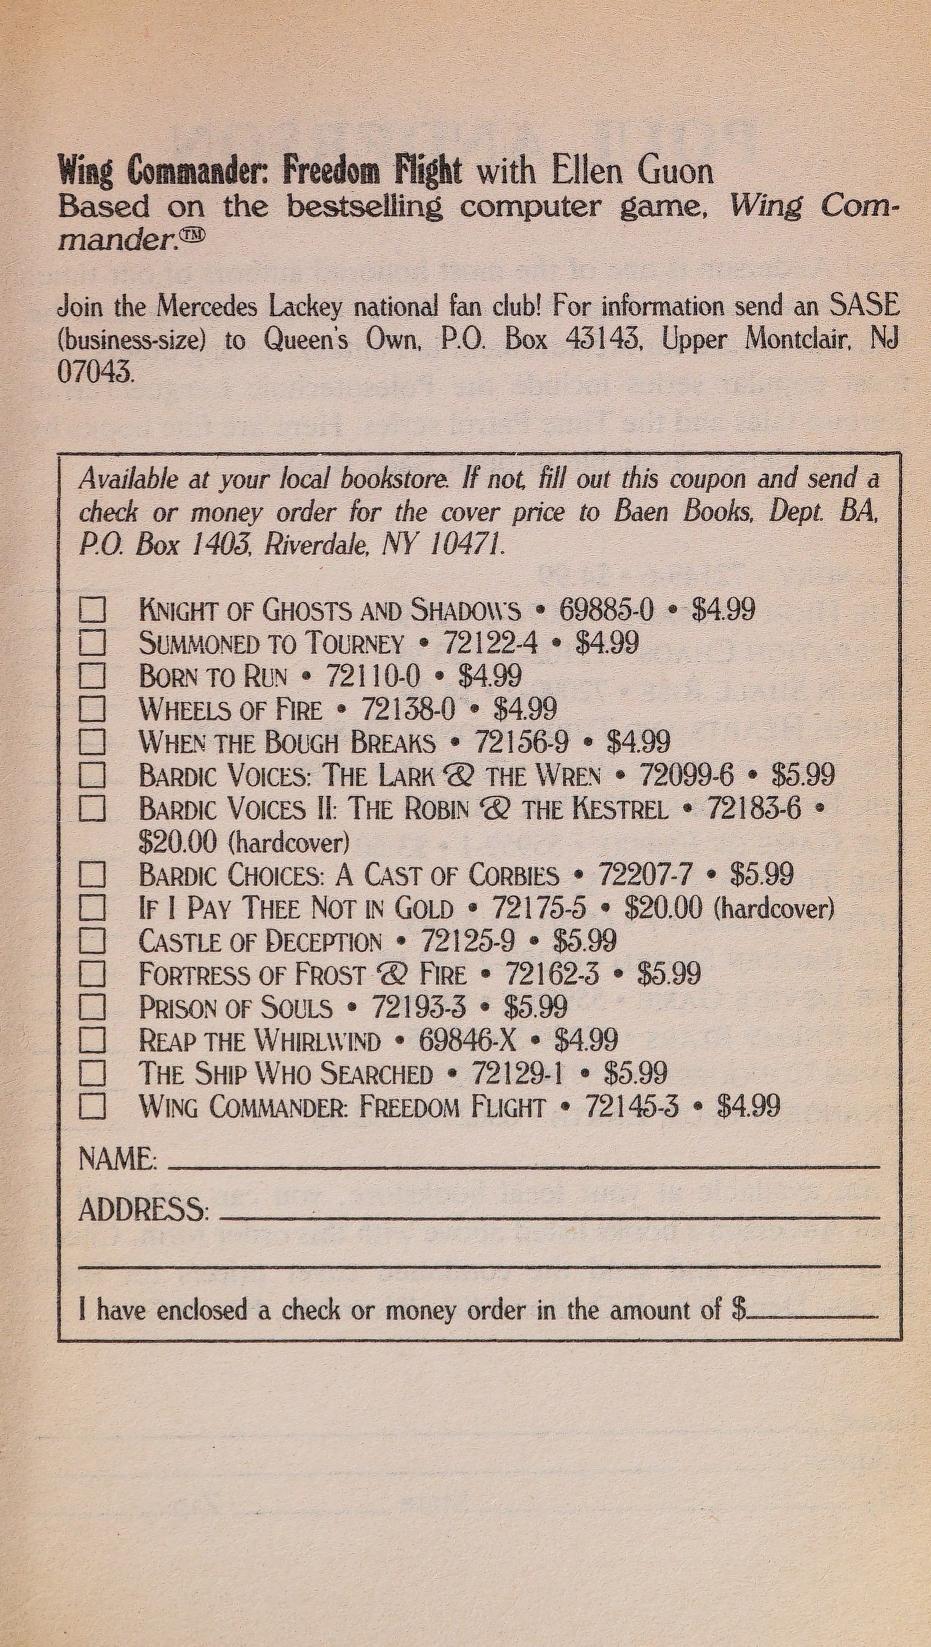 Wing Commander: Freedom Flight with Ellen Guon
Based on the bestselling computer game, Wing Com-
mander.™
Join the Mercedes Lackey national fan club! For information send an SASE
(business-size) to Queen's Own, P.O. Box 43143, Upper Montclair, NJ
07043.
Available at your local bookstore. If not, fill out this coupon and send a
check or money order for the cover price to Baen Books, Dept. BA,
P.O. Box 1403, Riverdale, NY 10471.
☐ KNIGHT OF GHOSTS AND SHADOWS • 69885-0 • $4.99
☐ SUMMONED TO TOURNEY • 72122-4 • $4.99
☐ BORN TO RUN • 72110-0 • $4.99
☐ WHEELS OF FIRE • 72138-0 • $4.99
☐ WHEN THE BOUGH BREAKS • 72156-9 • $4.99
☐ BARDIC VOICES: THE LARK & THE WREN • 72099-6 • $5.99
☐ BARDIC VOICES II: THE ROBIN & THE KESTREL • 72183-6 •
$20.00 (hardcover)
☐ BARDIC CHOICES: A CAST OF CORBIES • 72207-7 • $5.99
☐ IF I PAY THEE NOT IN GOLD • 72175-5 • $20.00 (hardcover)
☐ CASTLE OF DECEPTION • 72125-9 • $5.99
☐ FORTRESS OF FROST & FIRE • 72162-3 • $5.99
☐ PRISON OF SOULS • 72193-3 • $5.99
☐ REAP THE WHIRLWIND • 69846-X • $4.99
☐ THE SHIP WHO SEARCHED • 72129-1 • $5.99
☐ WING COMMANDER: FREEDOM FLIGHT • 72145-3 • $4.99
NAME:
ADDRESS:
I have enclosed a check or money order in the amount of $